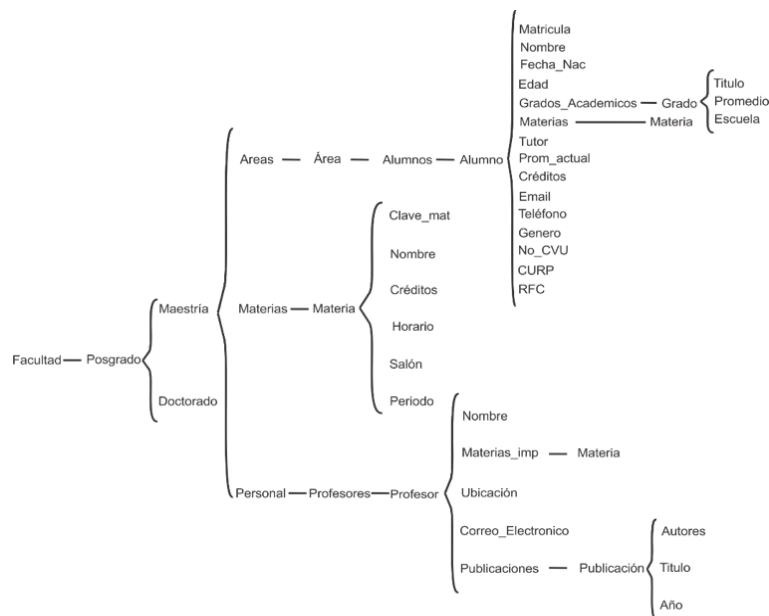 Matricula
Nombre
Fecha_Nac
Edad
Grados_Academicos Grado
Titulo
Promedio
Escuela
Materias Materia
Tutor
Prom_actual
Créditos
Email
Teléfono
Genero
No_CVU
CURP
RFC
Areas Área Alumnos Alumno
Clave_mat
Nombre
Créditos
Horario
Salón
Periodo
Materias Materia
Maestría
Facultad Posgrado
Doctorado
Nombre
Materias_imp Materia
Ubicación
Correo_Electronico
Publicaciones Publicación
Personal Profesores Profesor
Autores
Titulo
Año